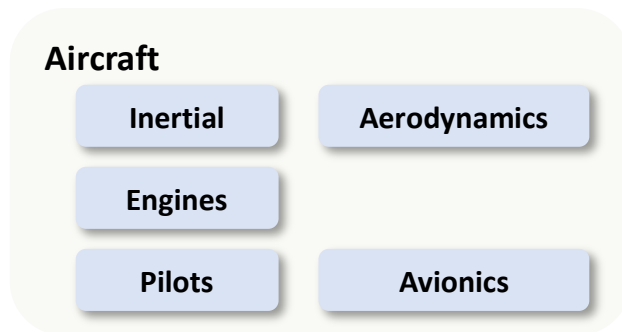 Aircraft
Inertial
Aerodynamics
Engines
Pilots
Avionics